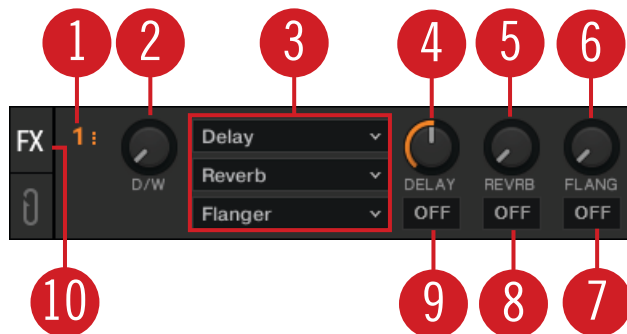 1 2 3 4 5 6
FX 1 Delay
D/W Reverb DELAY REVRB FLANG
Flanger OFF OFF OFF
10 9 8 7